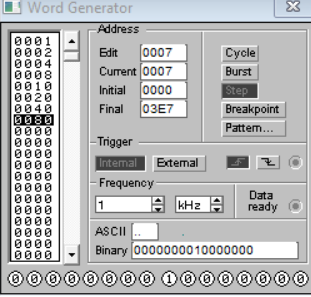 Word Generator
0001
0002
0004
0008
0010
0020
0040
0080
0000
0000
0000
0000
0000
0000
0000
0000
0000
0000
0000
Address
Edit 0007
Current 0007
Initial 0000
Final 03E7
Cycle
Burst
Step
Breakpoint
Pattern...
Trigger
Internal External
Frequency
1 kHz
Data
ready
ASCII .. .
Binary 0000000010000000
0 0 0 0 0 0 0 0 1 0 0 0 0 0 0 0